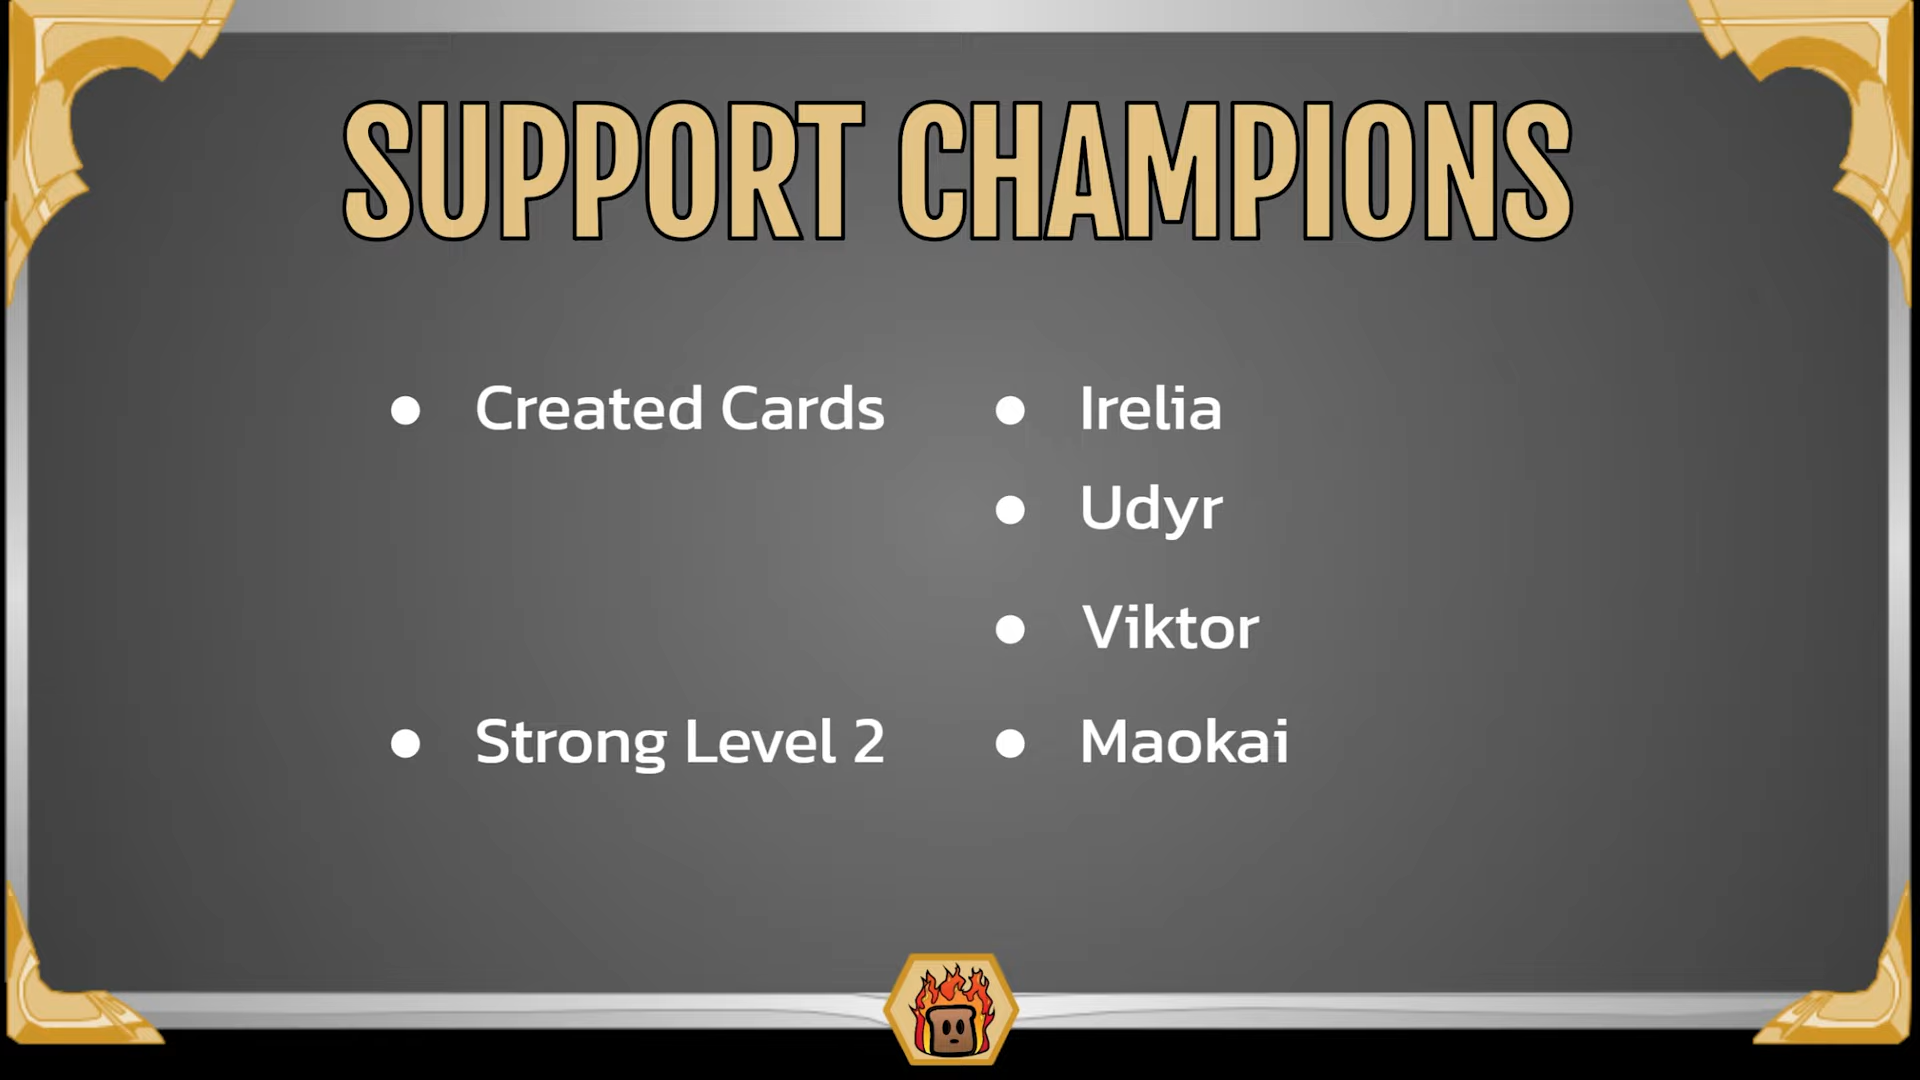 SUPPORT CHAMPIONS
● Created Cards
● Irelia
● Udyr
● Viktor
● Strong Level 2
● Maokai